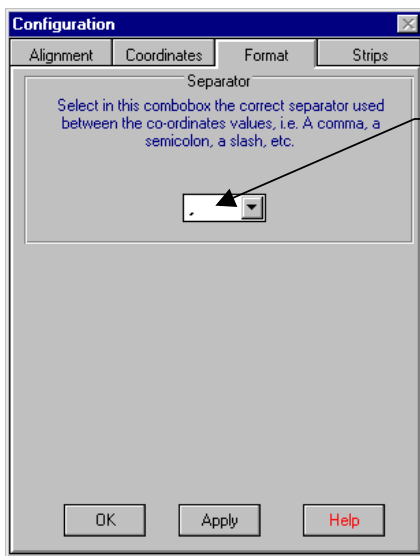 Configuration
Alignment Coordinates Format Strips
Separator
Select in this combobox the correct separator used
between the co-ordinates values, i.e. A comma, a
semicolon, a slash, etc.
,
OK Apply Help